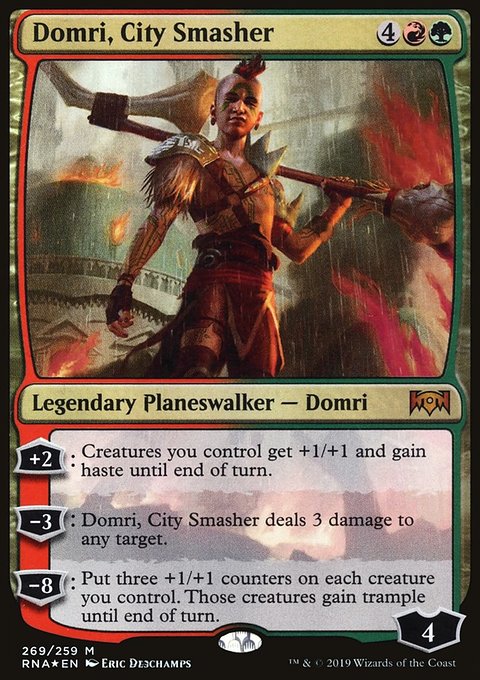 Domri, City Smasher 4
Legendary Planeswalker — Domri
+2 : Creatures you control get +1/+1 and gain
haste until end of turn.
-3 : Domri, City Smasher deals 3 damage to
any target.
-8 : Put three +1/+1 counters on each creature
you control. Those creatures gain trample
until end of turn.
4
269/259 M
RNA★EN Eric Deschamps
™ & © 2019 Wizards of the Coast